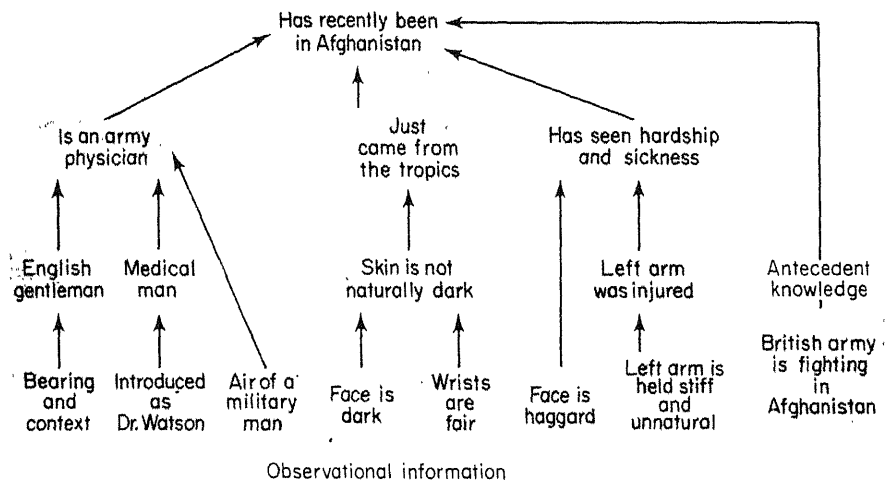 Has recently been
in Afghanistan
Is an army
physician
Just
came from
the tropics
Has seen hardship
and sickness
English
gentleman
Medical
man
Skin is not
naturally dark
Left arm
was injured
Antecedent
knowledge
Bearing
and
context
Introduced
as
Dr. Watson
Air of a
military
man
Face is
dark
Wrists
are
fair
Face is
haggard
Left arm is
held stiff
and
unnatural
British army
is fighting
in
Afghanistan
Observational information